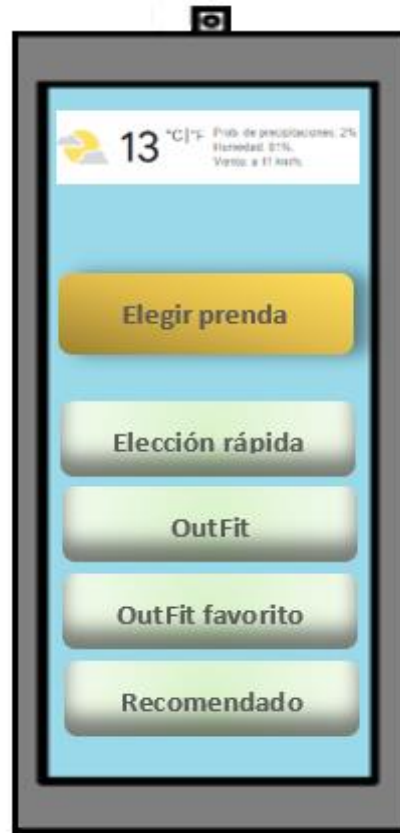 13 °C|°F
Prob. de precipitaciones: 2%
Humedad: 81%
Viento: a 11 km/h
Elegir prenda
Elección rápida
OutFit
OutFit favorito
Recomendado